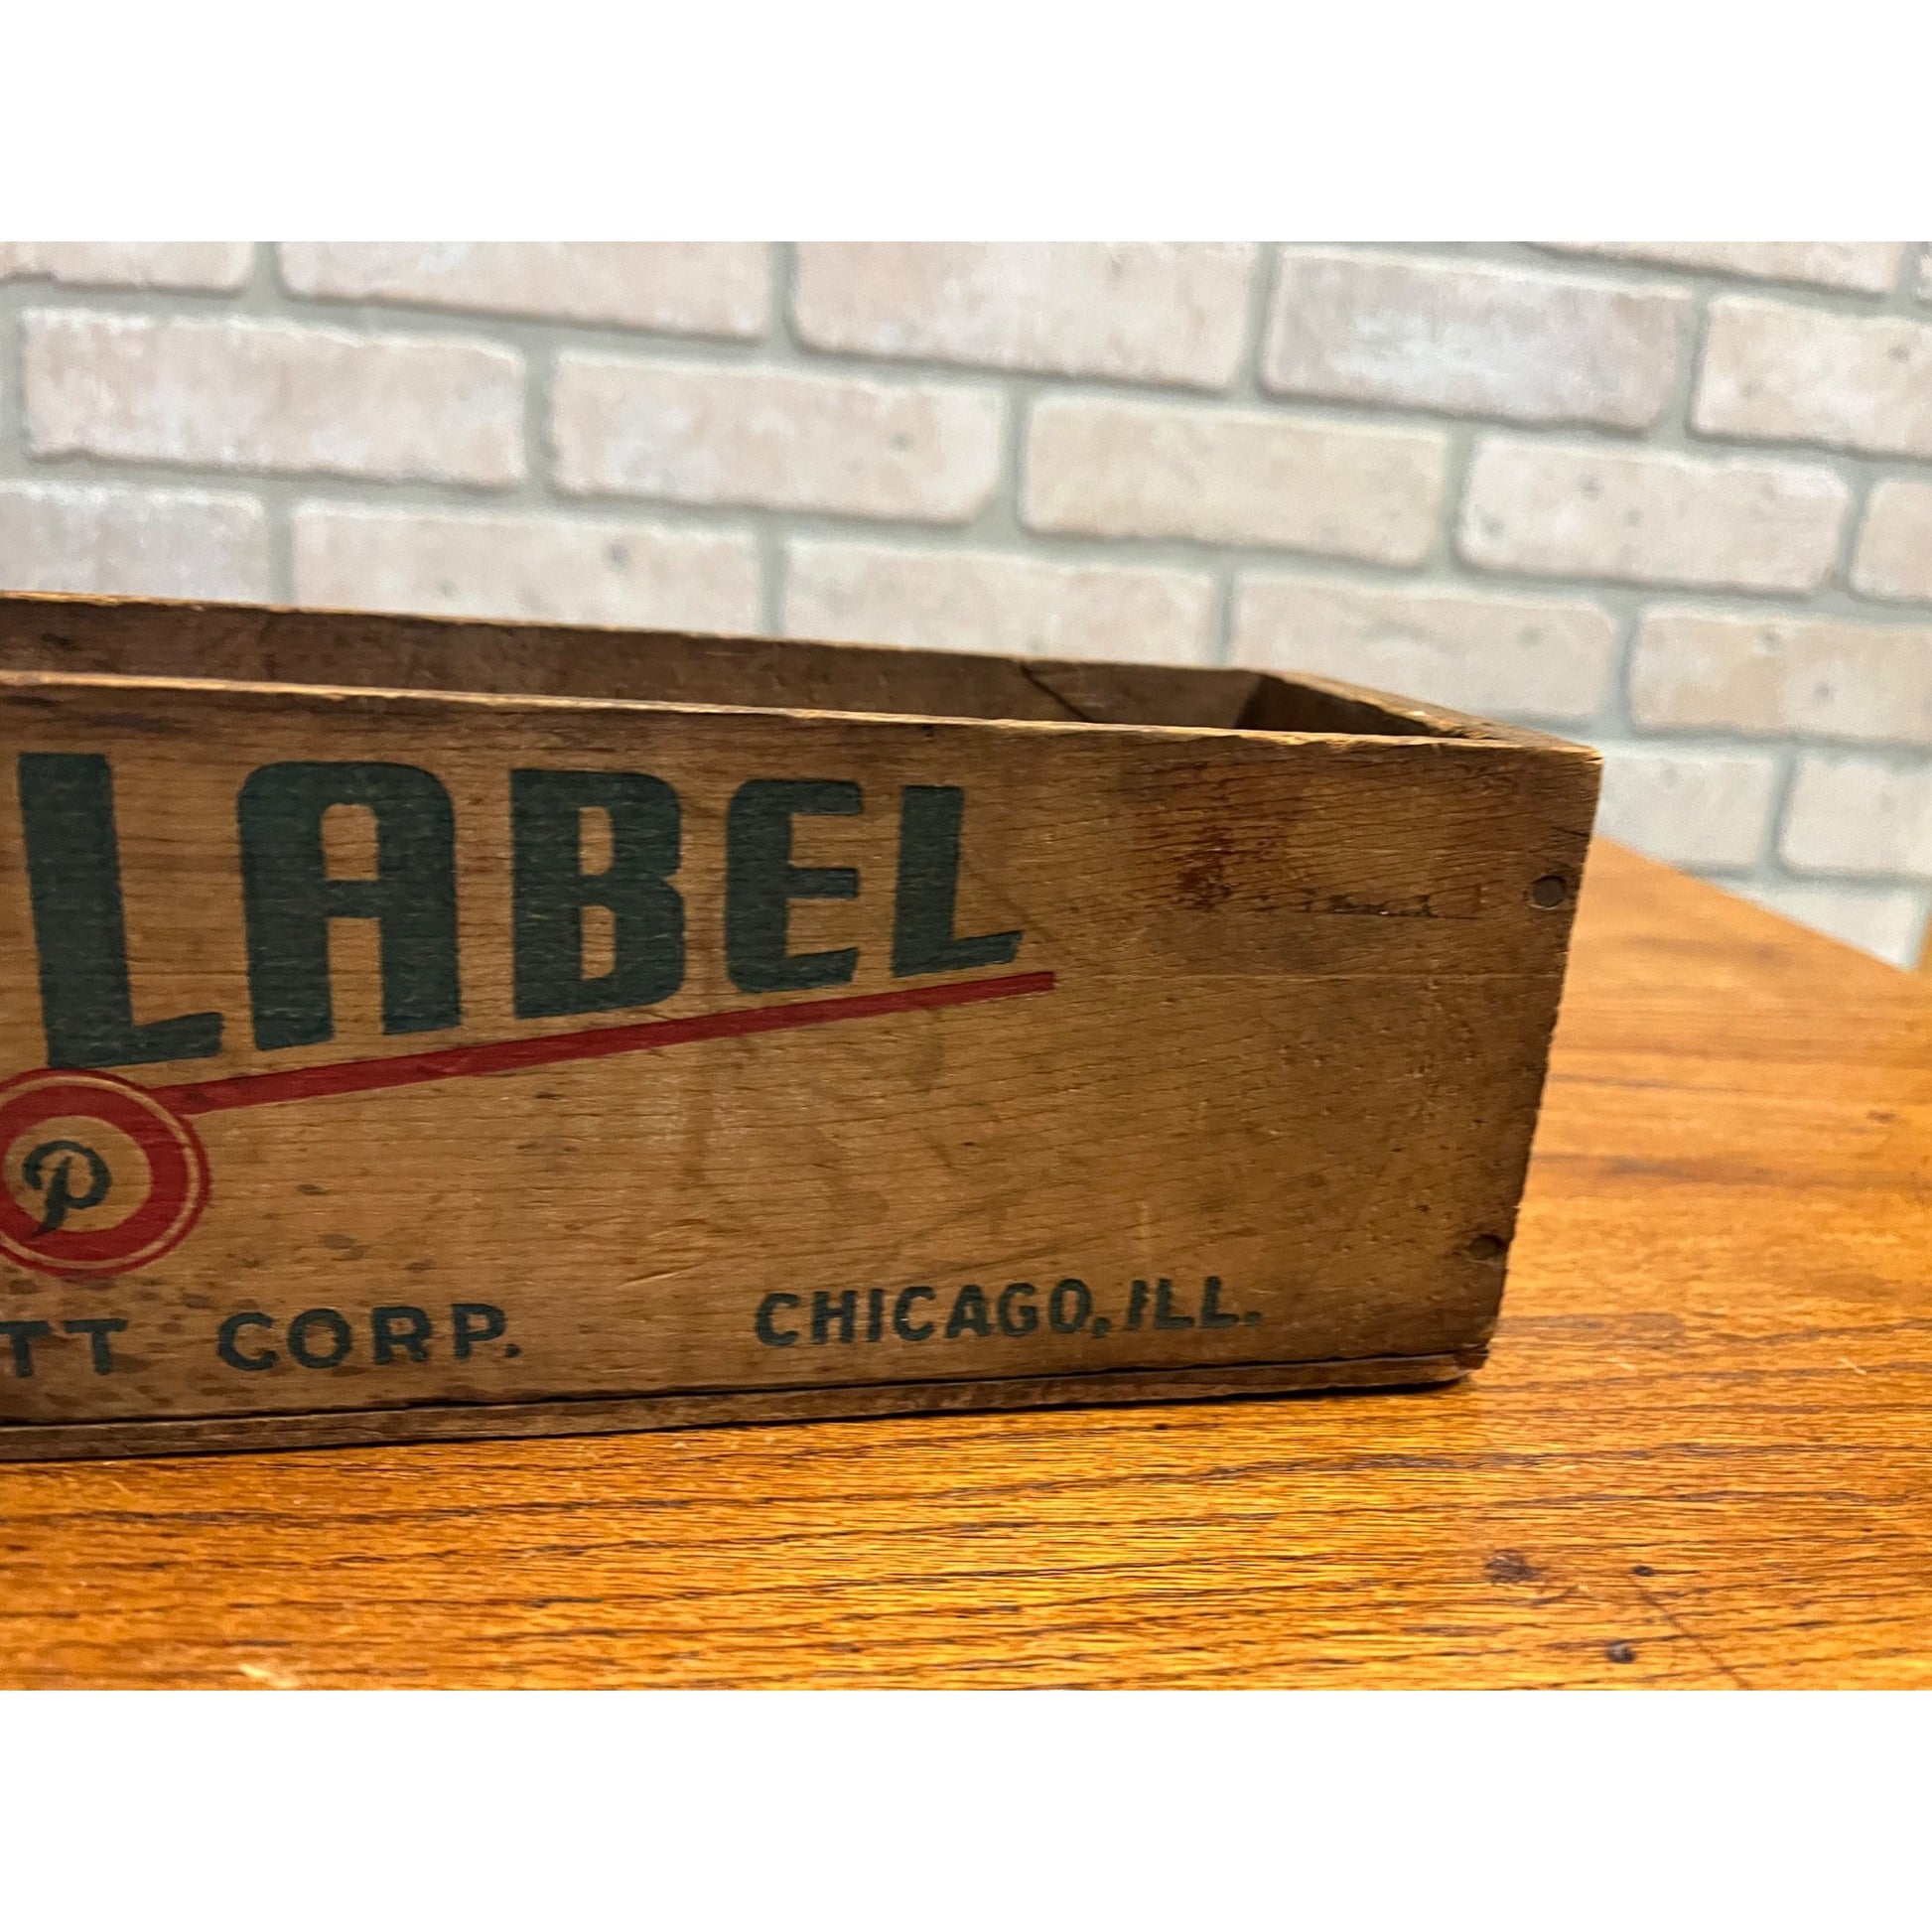 LABEL
P
TT CORP. CHICAGO, ILL.